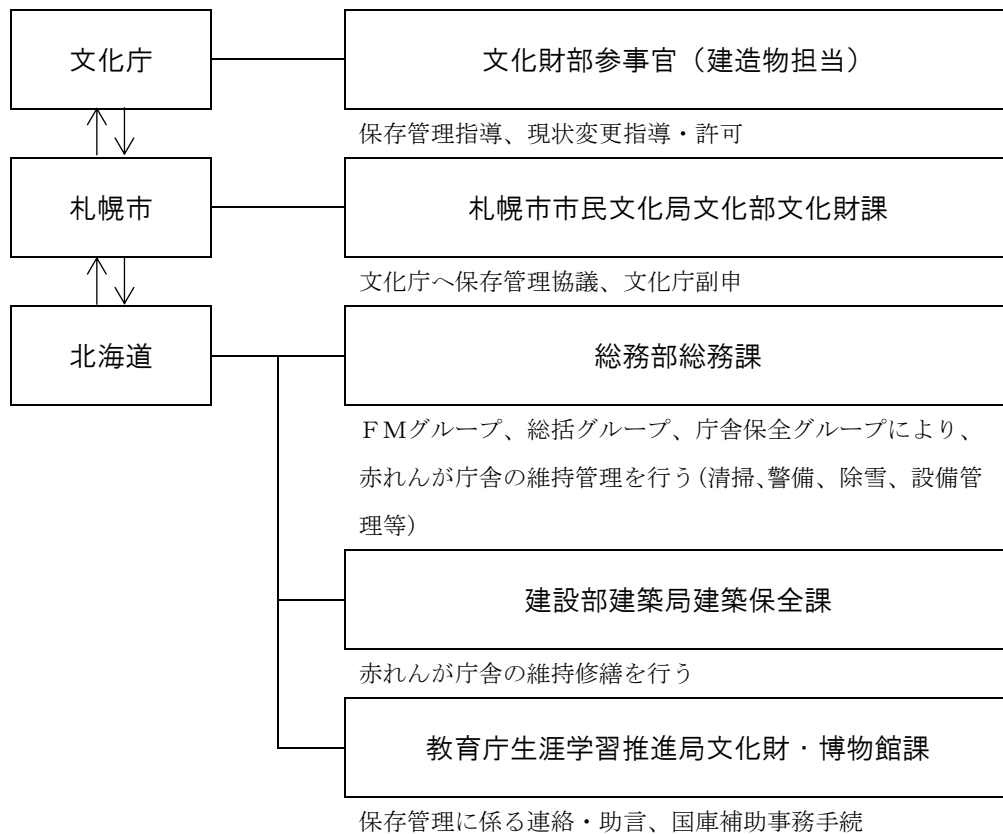 文化庁
文化財部参事官（建造物担当）
保存管理指導、現状変更指導・許可
札幌市
札幌市市民文化局文化部文化財課
文化庁へ保存管理協議、文化庁副申
北海道
総務部総務課
ＦＭグループ、総括グループ、庁舎保全グループにより、
赤れんが庁舎の維持管理を行う（清掃、警備、除雪、設備管
理等）
建設部建築局建築保全課
赤れんが庁舎の維持修繕を行う
教育庁生涯学習推進局文化財・博物館課
保存管理に係る連絡・助言、国庫補助事務手続